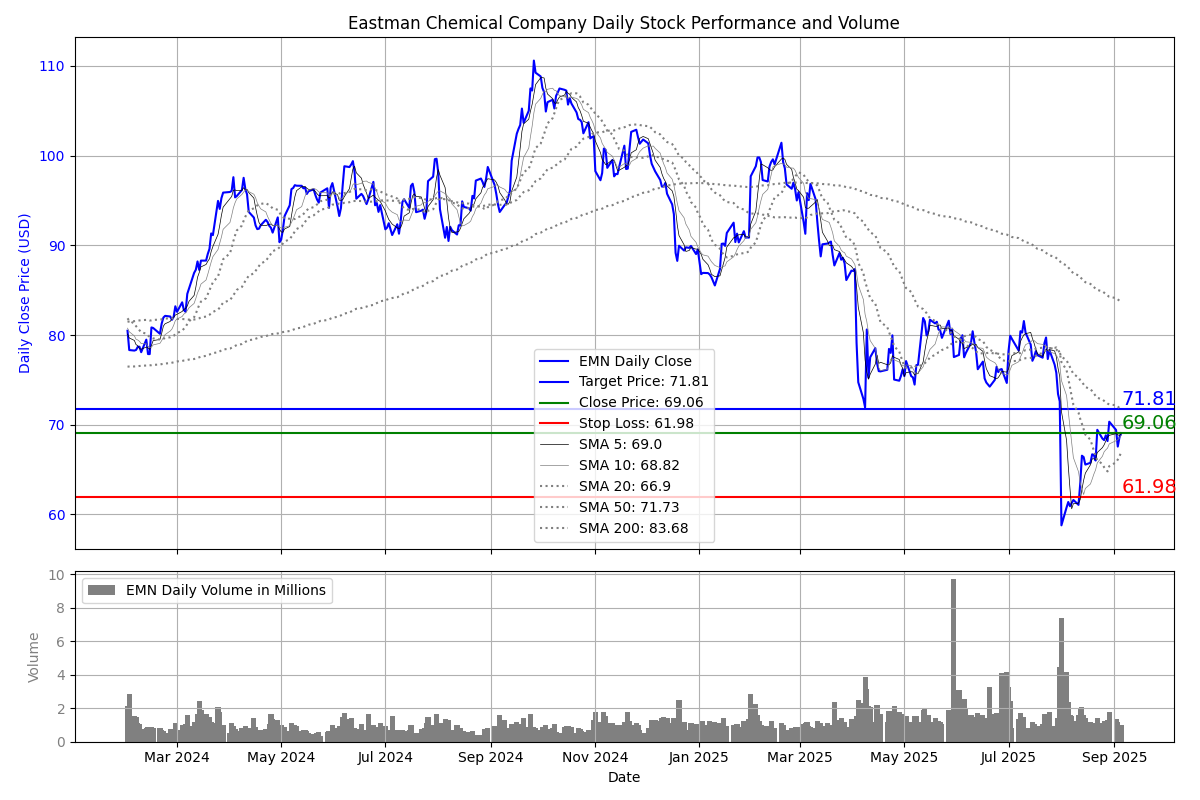 Eastman Chemical Company Daily Stock Performance and Volume
Daily Close Price (USD)
110
100
90
80
70
60
EMN Daily Close
Target Price: 71.81
Close Price: 69.06
Stop Loss: 61.98
SMA 5: 69.0
SMA 10: 68.82
SMA 20: 66.9
SMA 50: 71.73
SMA 200: 83.68
71.81
69.06
61.98
Volume
10
8
6
4
2
0
EMN Daily Volume in Millions
Mar 2024 May 2024 Jul 2024 Sep 2024 Nov 2024 Jan 2025 Mar 2025 May 2025 Jul 2025 Sep 2025
Date